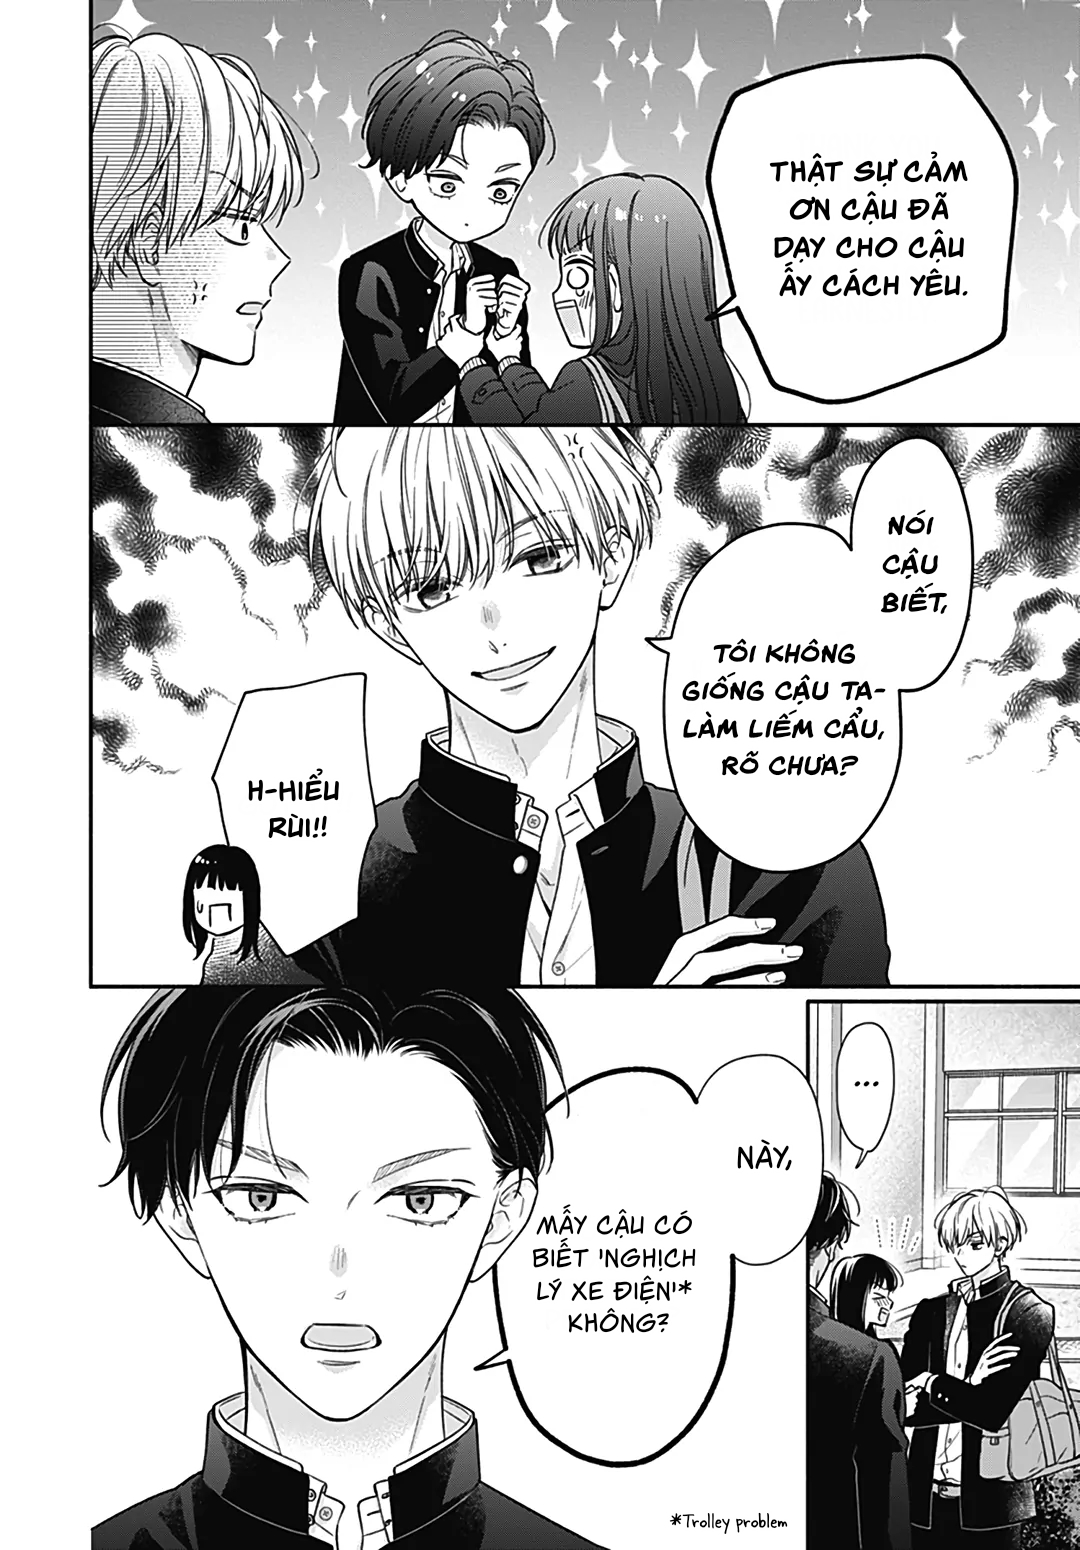 THẬT SỰ CẢM
ƠN CẬU ĐÃ
DẠY CHO CẬU
ẤY CÁCH YÊU.
NÓI
CẬU
BIẾT,
TÔI KHÔNG
GIỐNG CẬU TA-
LÀM LIẾM CẨU,
RÕ CHƯA?
H-HIỂU
RÙI!!
...
NÀY,
MẤY CẬU CÓ
BIẾT 'NGHỊCH
LÝ XE ĐIỆN'*
KHÔNG?
*Trolley problem